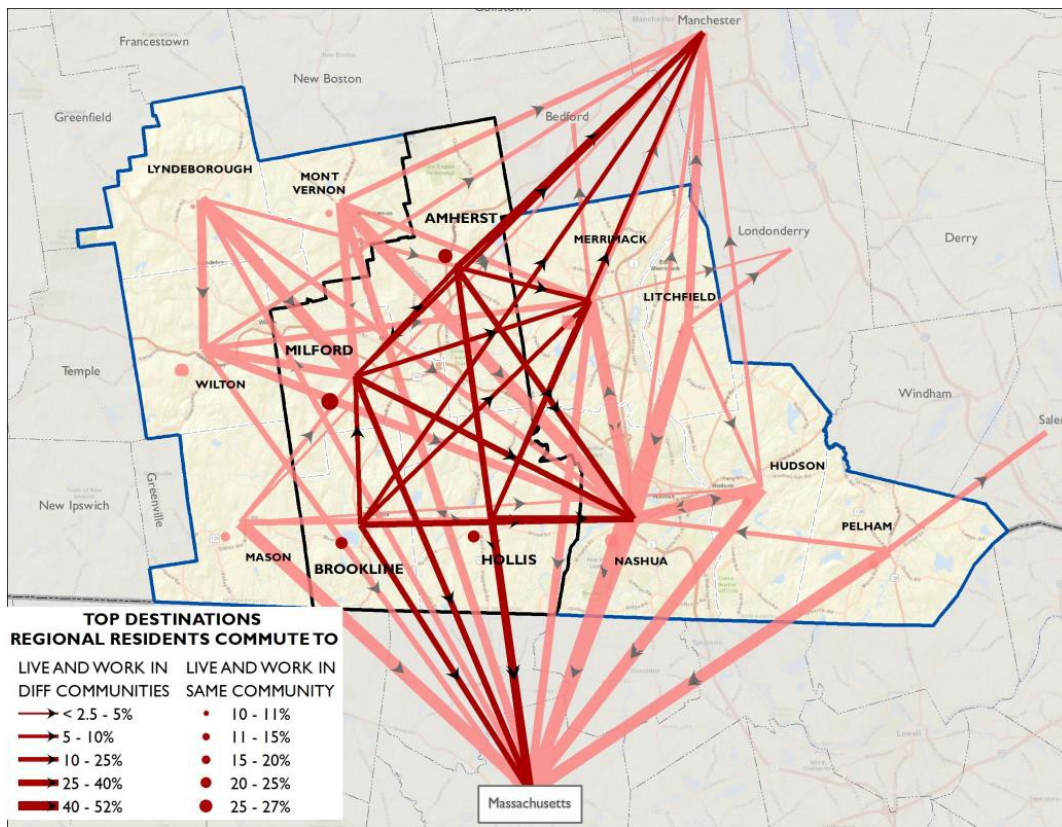 Manchester
Francestown
New Boston
Bedford
Greenfield
LYNDEBOROUGH
MONT
VERNON
AMHERST
MERRIMACK
Londonderry
Derry
LITCHFIELD
MILFORD
Temple
WILTON
Windham
HUDSON
New Ipswich
Greenville
PELHAM
MASON
BROOKLINE
HOLLIS
NASHUA
TOP DESTINATIONS
REGIONAL RESIDENTS COMMUTE TO
LIVE AND WORK IN
DIFF COMMUNITIES
< 2.5 - 5%
5 - 10%
10 - 25%
25 - 40%
40 - 52%
LIVE AND WORK IN
SAME COMMUNITY
10 - 11%
11 - 15%
15 - 20%
20 - 25%
25 - 27%
Lowell
Massachusetts